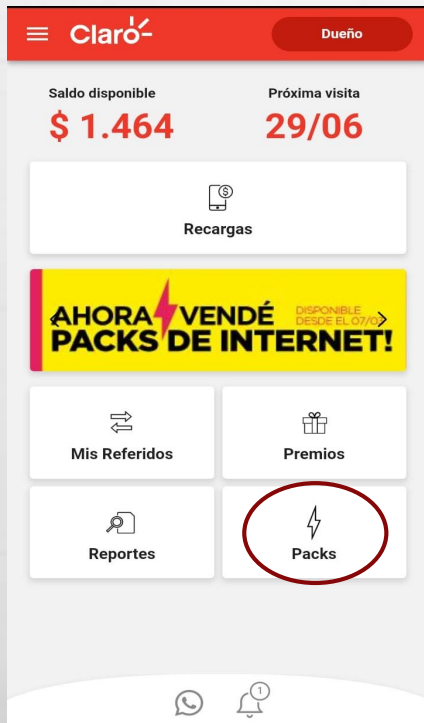 Claro
Dueño
Saldo disponible
$ 1.464
Próxima visita
29/06
Recargas
AHORA VENDÉ
PACKS DE INTERNET!
DISPONIBLE
DESDE EL 07/03
Mis Referidos
Premios
Reportes
Packs
1